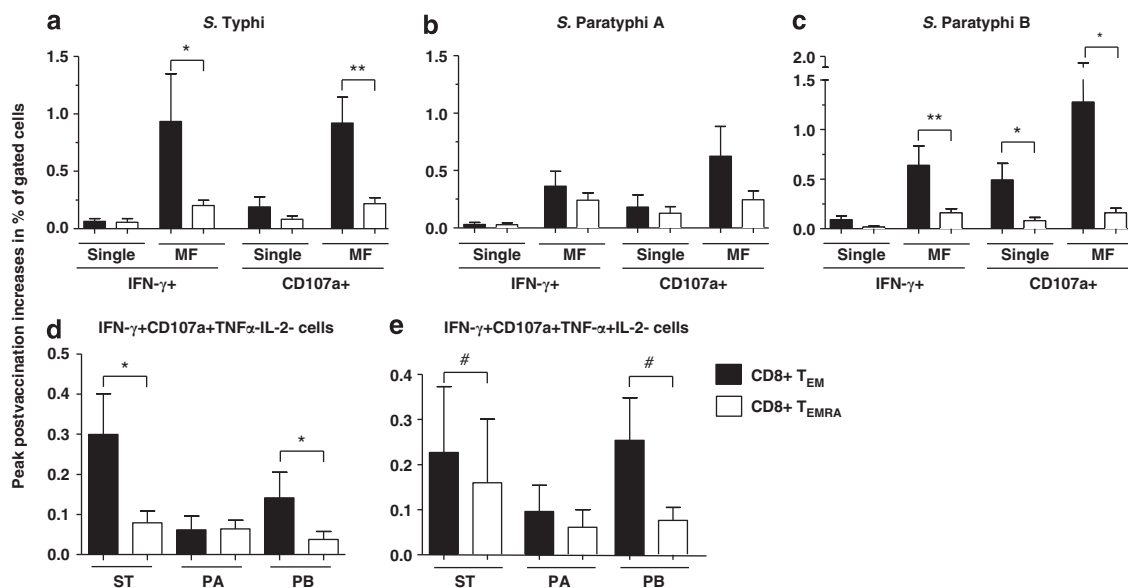 a
S. Typhi
b
S. Paratyphi A
c
S. Paratyphi B
Peak postvaccination increases in % of gated cells
1.5
1.0
0.5
0.0
*
**
Single MF Single MF
IFN-γ+ CD107a+
1.5
1.0
0.5
0.0
Single MF Single MF
IFN-γ+ CD107a+
2.0
1.5
1.0
0.5
0.0
**
*
*
Single MF Single MF
IFN-γ+ CD107a+
d
IFN-γ+CD107a+TNFα-IL-2- cells
0.5
0.4
0.3
0.2
0.1
0.0
*
*
ST PA PB
e
IFN-γ+CD107a+TNF-α+IL-2- cells
0.4
0.3
0.2
0.1
0.0
#
#
ST PA PB
CD8+ TEM
CD8+ TEMRA